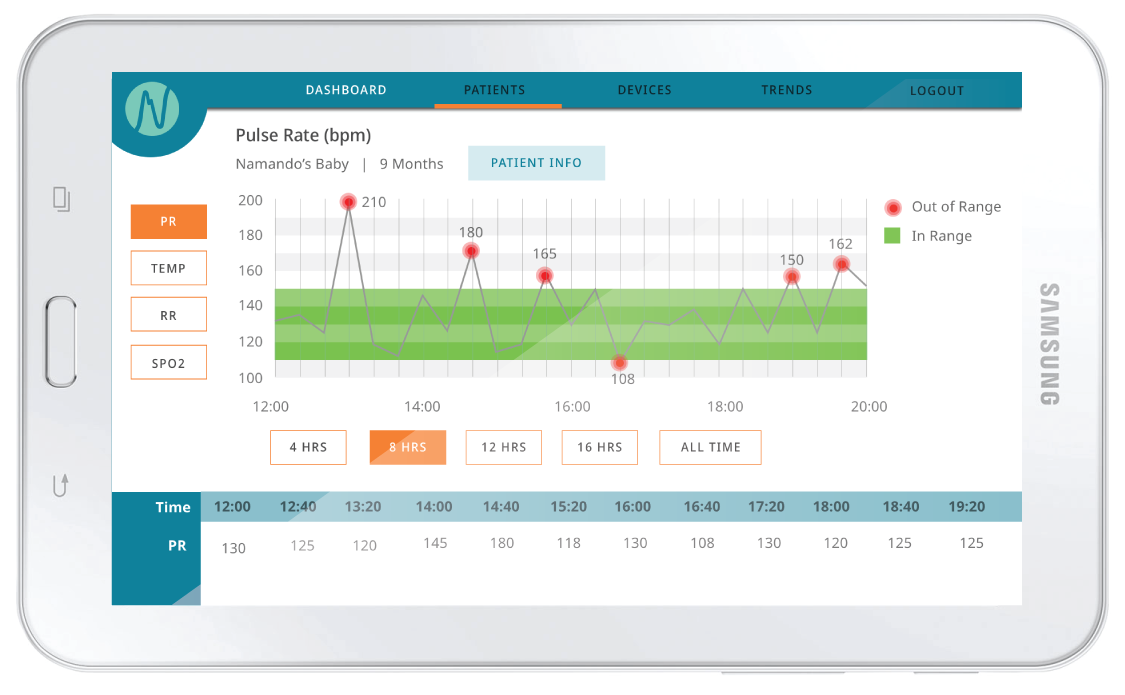 DASHBOARD PATIENTS DEVICES TRENDS LOGOUT
N
Pulse Rate (bpm)
Namando's Baby | 9 Months PATIENT INFO
PR
TEMP
RR
SPO2
200
180
160
140
120
100
210
180
165
108
150
162
Out of Range
In Range
12:00 14:00 16:00 18:00 20:00
4 HRS 8 HRS 12 HRS 16 HRS ALL TIME
Time 12:00 12:40 13:20 14:00 14:40 15:20 16:00 16:40 17:20 18:00 18:40 19:20
PR 130 125 120 145 180 118 130 108 130 120 125 125
SAMSUNG